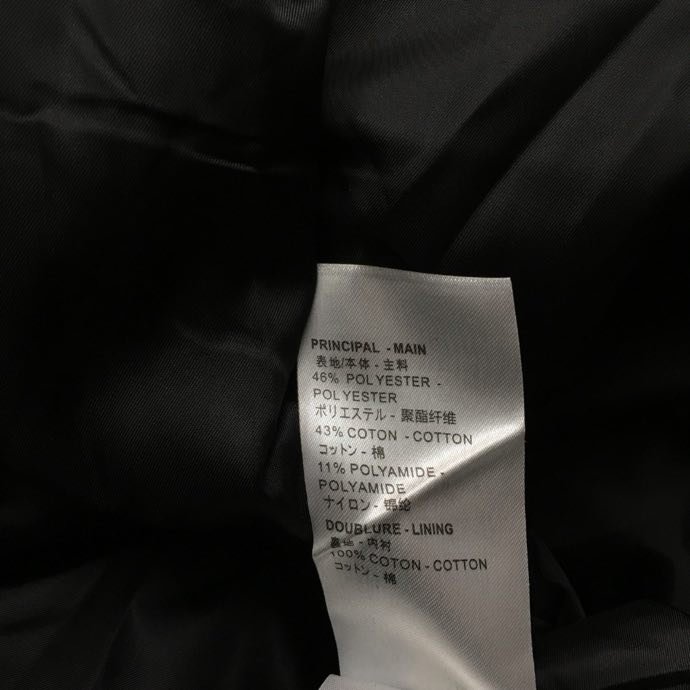 PRINCIPAL - MAIN
表地/本体 - 主料
46% POLYESTER -
POLYESTER
ポリエステル - 聚酯纤维
43% COTON - COTTON
コットン - 棉
11% POLYAMIDE -
POLYAMIDE
ナイロン - 锦纶
DOUBLURE - LINING
裏地 - 内衬
100% COTON - COTTON
コットン - 棉